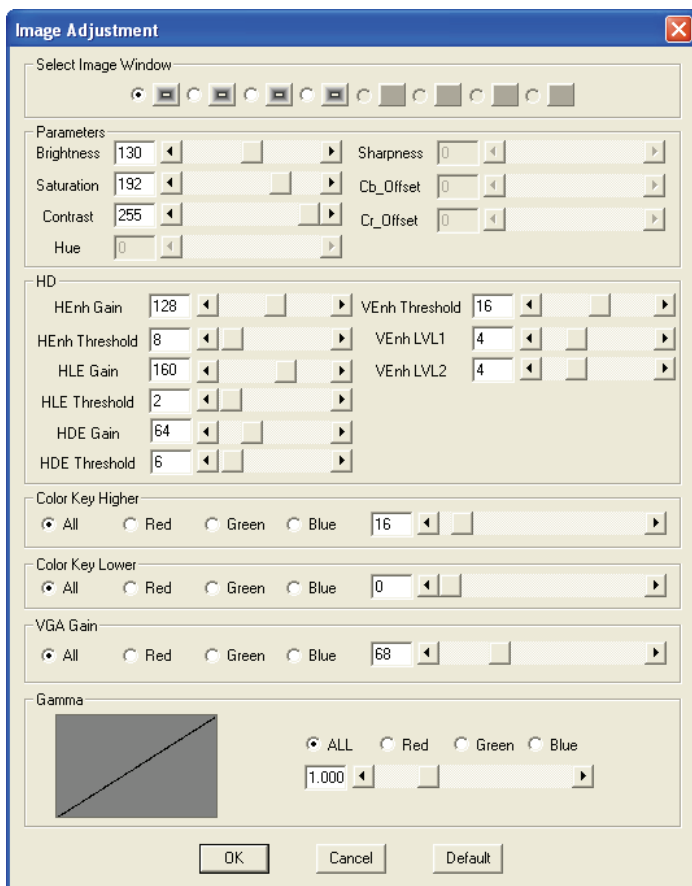 Image Adjustment
Select Image Window
Parameters
Brightness 130
Saturation 192
Contrast 255
Hue 0
Sharpness 0
Cb_Offset 0
Cr_Offset 0
HD
HEnh Gain 128
HEnh Threshold 8
HLE Gain 160
HLE Threshold 2
HDE Gain 64
HDE Threshold 6
VEnh Threshold 16
VEnh LVL1 4
VEnh LVL2 4
Color Key Higher
All Red Green Blue 16
Color Key Lower
All Red Green Blue 0
VGA Gain
All Red Green Blue 68
Gamma
ALL Red Green Blue
1.000
OK Cancel Default